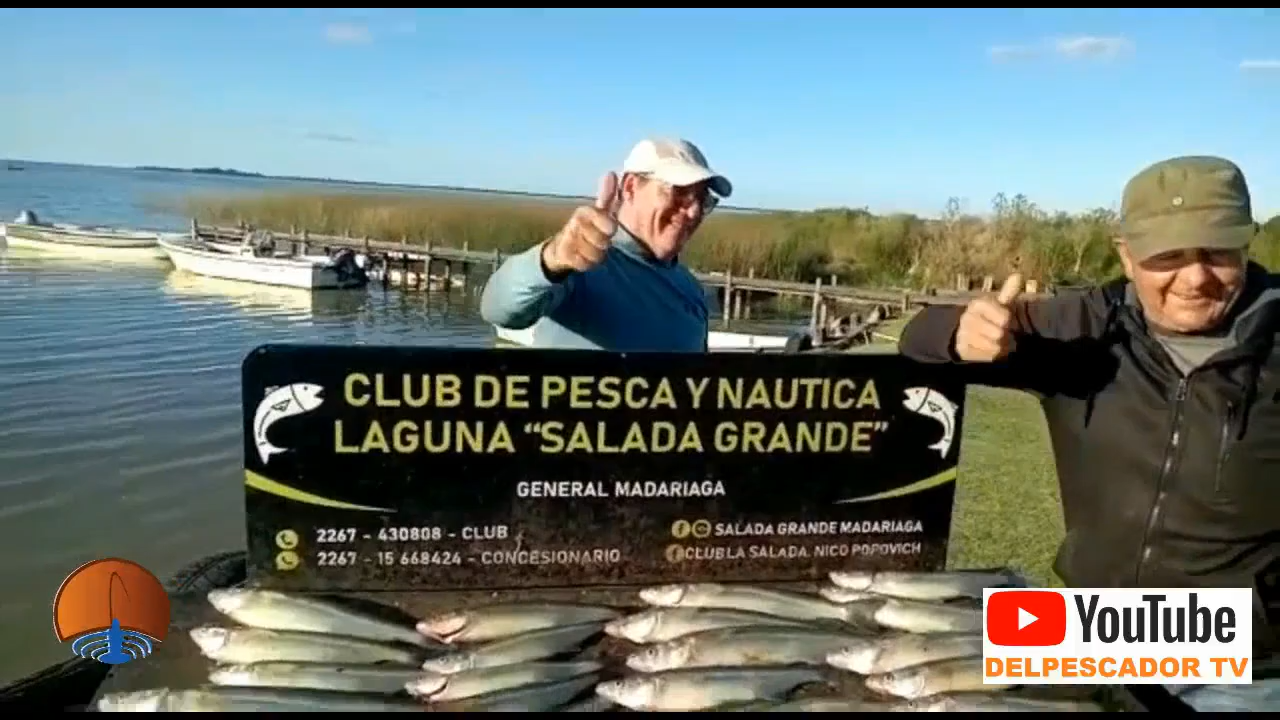 CLUB DE PESCA Y NAUTICA
LAGUNA “SALADA GRANDE”
GENERAL MADARIAGA
2267 - 430808 - CLUB
2267 - 15 668424 - CONCESIONARIO
SALADA GRANDE MADARIAGA
CLUB LA SALADA. NICO POPOVICH
YouTube
DELPESCADOR TV